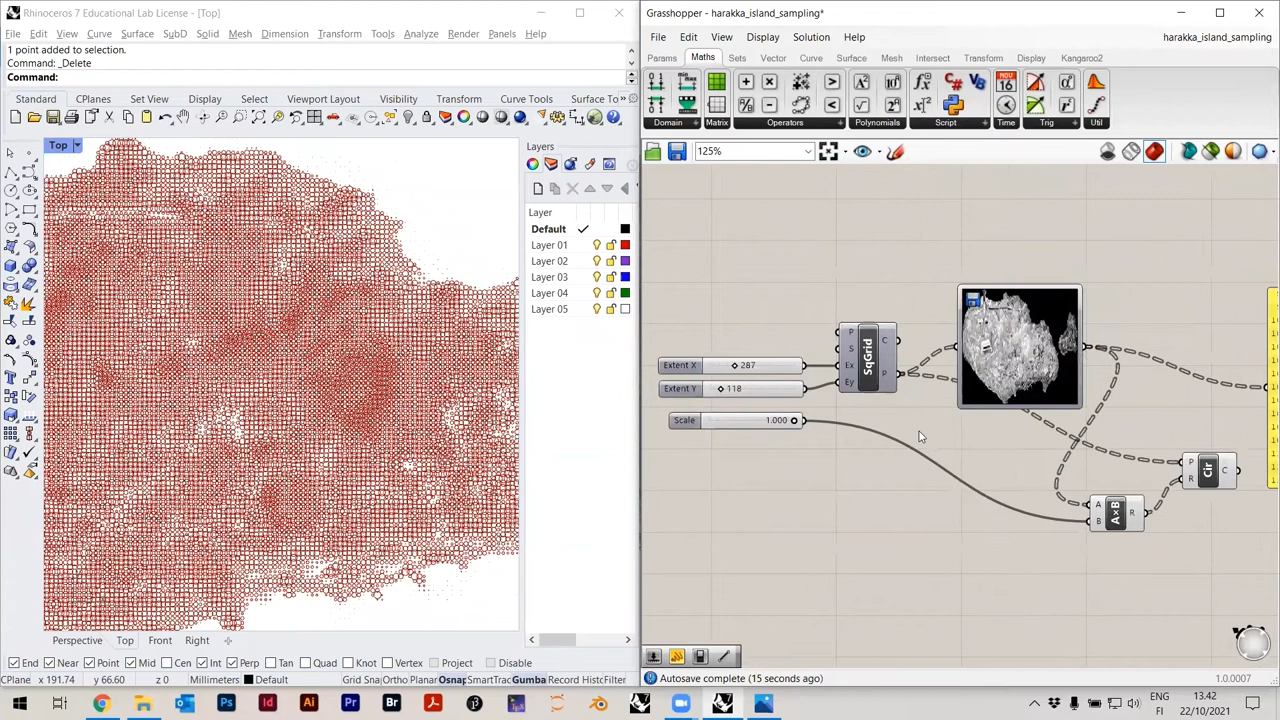 Rhinoceros 7 Educational Lab License - [Top]
File Edit View Curve Surface SubD Solid Mesh Dimension Transform Tools Analyze Render Panels Help
1 point added to selection.
Command: _Delete
Command:
Standard CPlanes Set View Display Select Viewport Layout Visibility Transform Curve Tools Surface To
Top
Layers
Layer
Default
Layer 01
Layer 02
Layer 03
Layer 04
Layer 05
Perspective Top Front Right
End Near Point Mid Cen Int Perp Tan Quad Knot Vertex Project Disable
CPlane x 191.74 y 66.60 z 0 Millimeters Default Grid Sn Ortho Planar Osnap SmartTrac Gumba Record Histo Filter
Grasshopper - harakka_island_sampling*
File Edit View Display Solution Help
harakka_island_sampling*
Params Maths Sets Vector Curve Surface Mesh Intersect Transform Display Kangaroo2
Domain Matrix Operators Polynomials Script Time Trig Util
125%
P
S
Ex
Ey
SqGrid
C
P
Extent X 287
Extent Y 118
Scale 1.000
P
R
Cir
C
A
B
A×B
R
Autosave complete (15 seconds ago)
1.0.0007
ENG
FI
13.42
22/10/2021